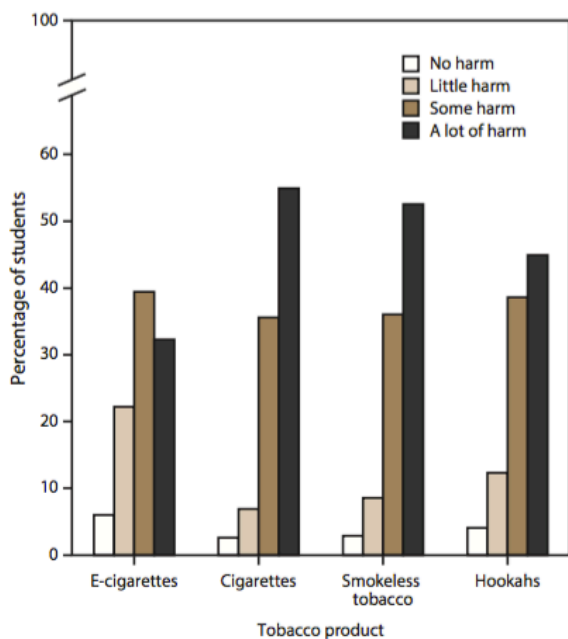 100
No harm
Little harm
Some harm
A lot of harm
60
50
40
30
20
10
0
Percentage of students
E-cigarettes
Cigarettes
Smokeless
tobacco
Hookahs
Tobacco product